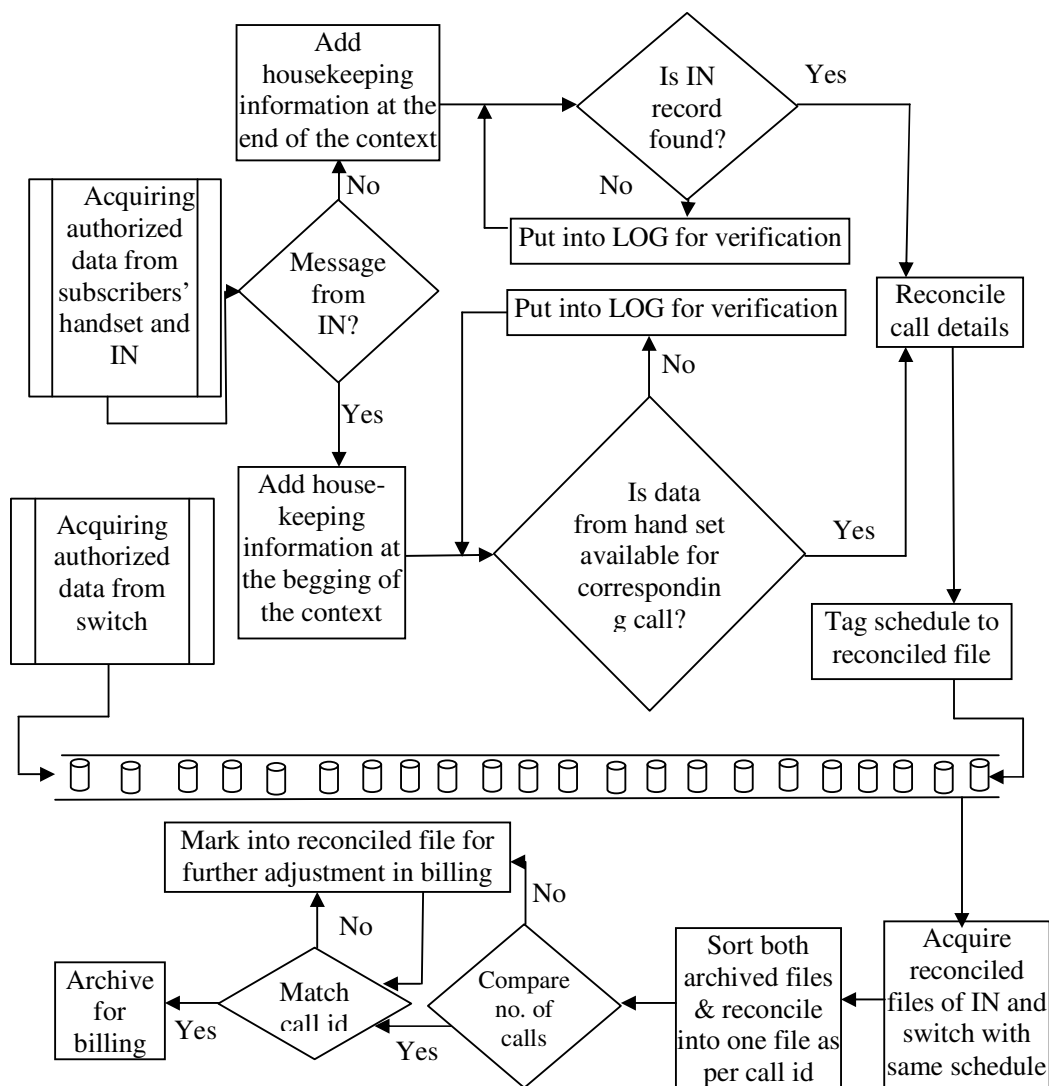 Add
housekeeping
information at the
end of the context
Is IN
record
found?
Yes
No
No
Acquiring
authorized
data from
subscribers’
handset and
IN
Message
from
IN?
Put into LOG for verification
Put into LOG for verification
Reconcile
call details
No
Yes
Add house-
keeping
information at
the begging of
the context
Is data
from hand set
available for
correspondin
g call?
Yes
Acquiring
authorized
data from
switch
Tag schedule to
reconciled file
Mark into reconciled file for
further adjustment in billing
No
No
Archive
for
billing
Yes
Match
call id
Yes
Compare
no. of
calls
Sort both
archived files
& reconcile
into one file as
per call id
Acquire
reconciled
files of IN and
switch with
same schedule